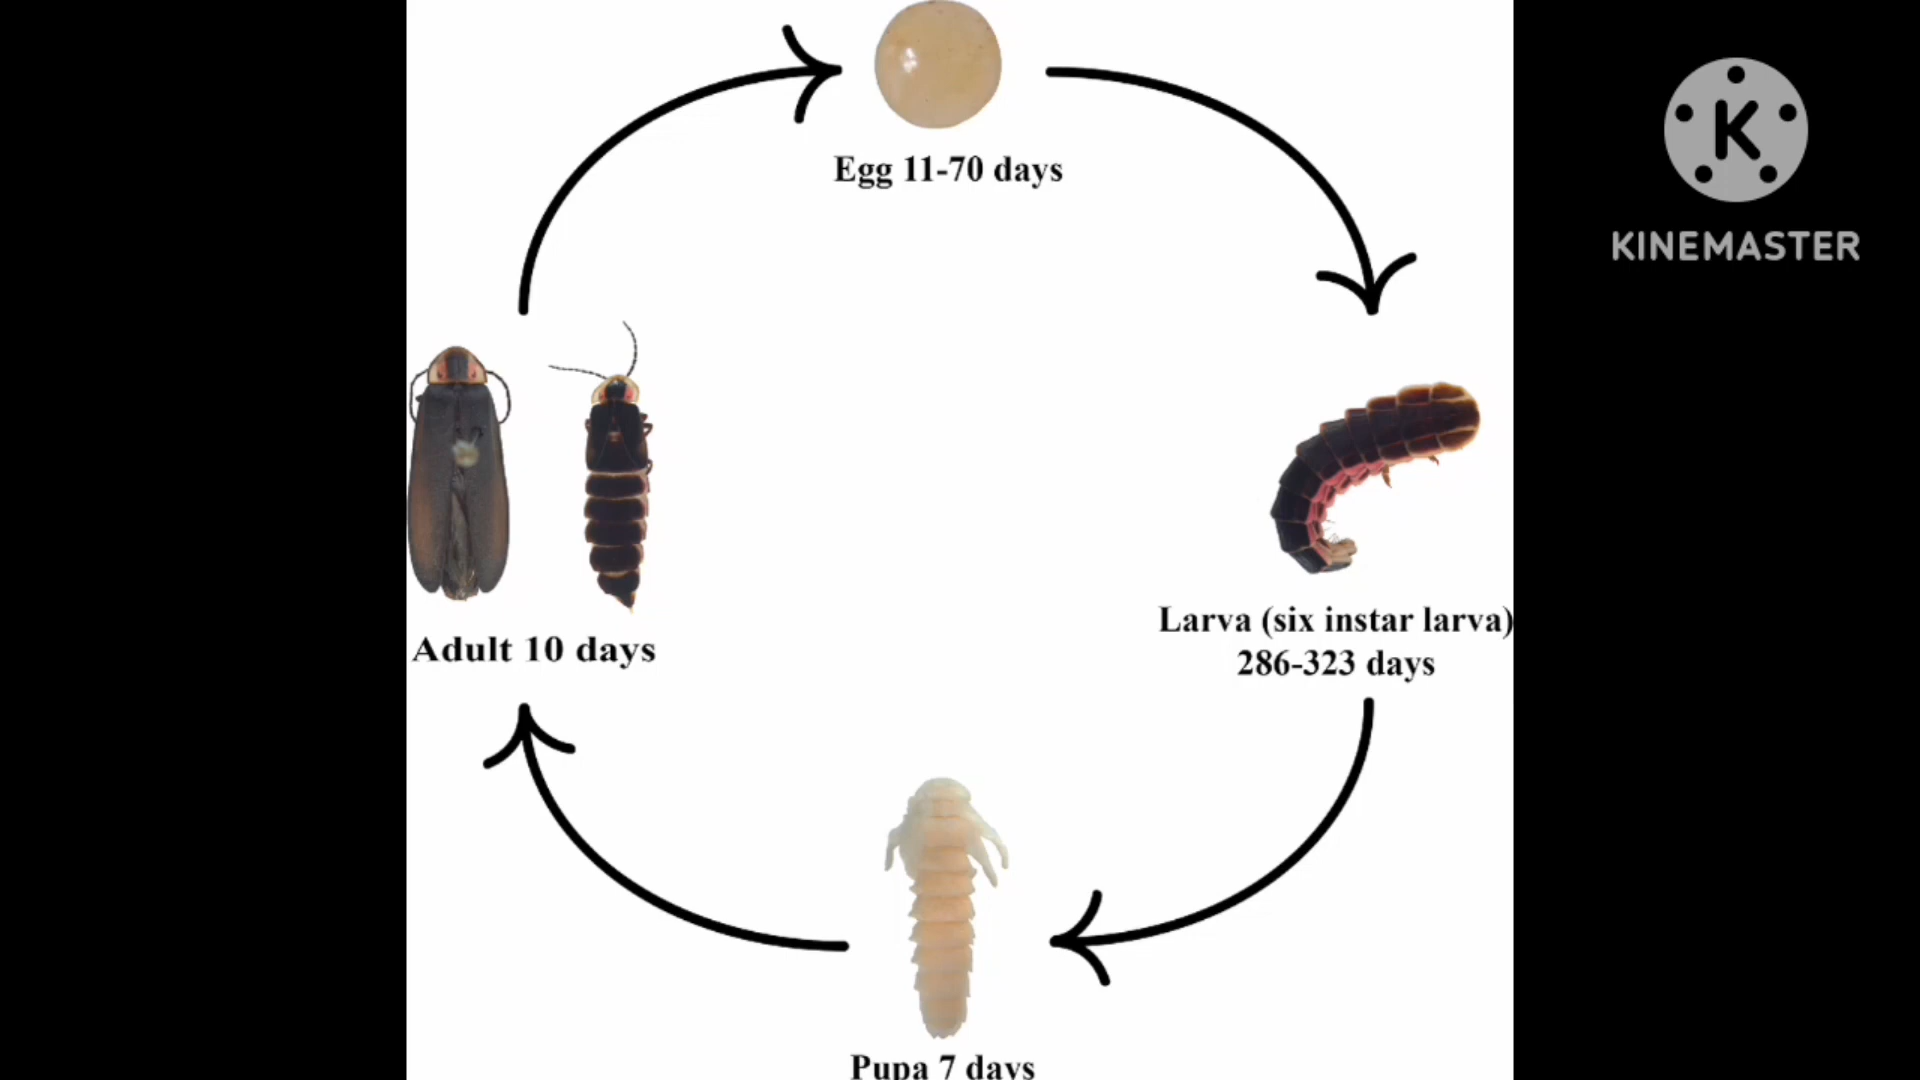 Egg 11-70 days
K
KINEMASTER
Larva (six instar larva)
286-323 days
Adult 10 days
Pupa 7 days